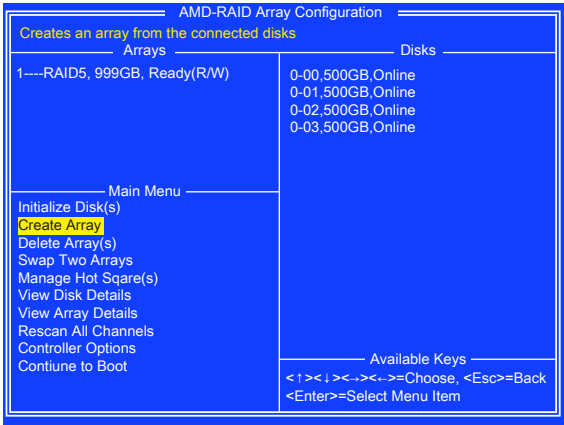 AMD-RAID Array Configuration
Creates an array from the connected disks
Arrays
1----RAID5, 999GB, Ready(R/W)
Disks
0-00,500GB,Online
0-01,500GB,Online
0-02,500GB,Online
0-03,500GB,Online
Main Menu
Initialize Disk(s)
Create Array
Delete Array(s)
Swap Two Arrays
Manage Hot Sqare(s)
View Disk Details
View Array Details
Rescan All Channels
Controller Options
Contiune to Boot
Available Keys
<↑><↓><→><←>=Choose, <Esc>=Back
<Enter>=Select Menu Item